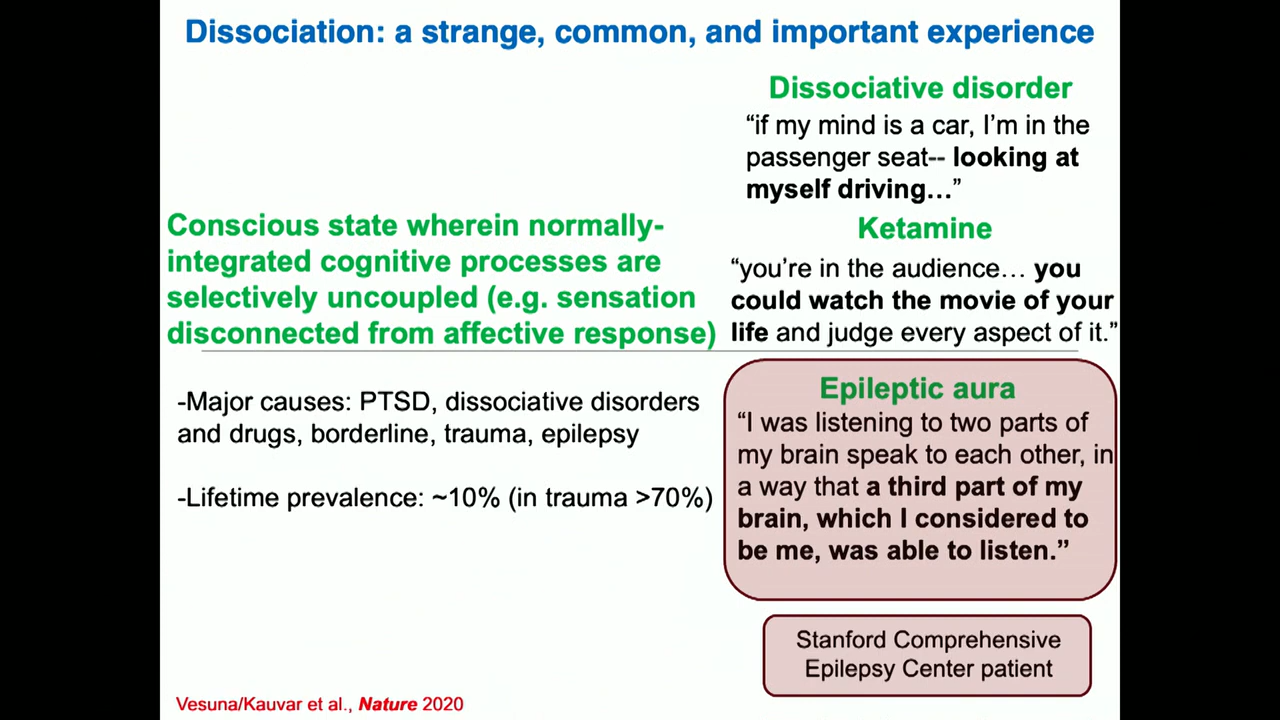 Dissociation: a strange, common, and important experience
Dissociative disorder
“if my mind is a car, I’m in the
passenger seat-- looking at
myself driving…”
Conscious state wherein normally-
integrated cognitive processes are
selectively uncoupled (e.g. sensation
disconnected from affective response)
Ketamine
“you’re in the audience… you
could watch the movie of your
life and judge every aspect of it.”
-Major causes: PTSD, dissociative disorders
and drugs, borderline, trauma, epilepsy
-Lifetime prevalence: ~10% (in trauma >70%)
Epileptic aura
“I was listening to two parts of
my brain speak to each other, in
a way that a third part of my
brain, which I considered to
be me, was able to listen.”
Stanford Comprehensive
Epilepsy Center patient
Vesuna/Kauvar et al., Nature 2020